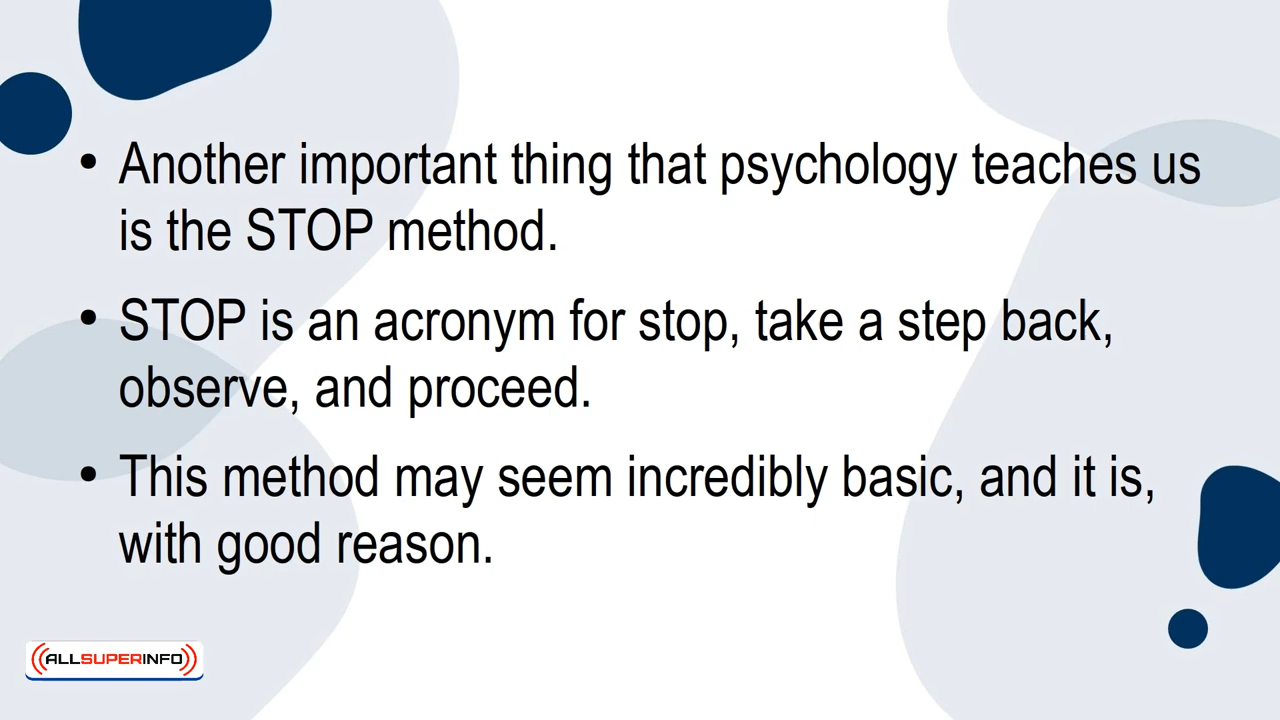 • Another important thing that psychology teaches us
is the STOP method.
• STOP is an acronym for stop, take a step back,
observe, and proceed.
• This method may seem incredibly basic, and it is,
with good reason.
ALLSUPERINFO